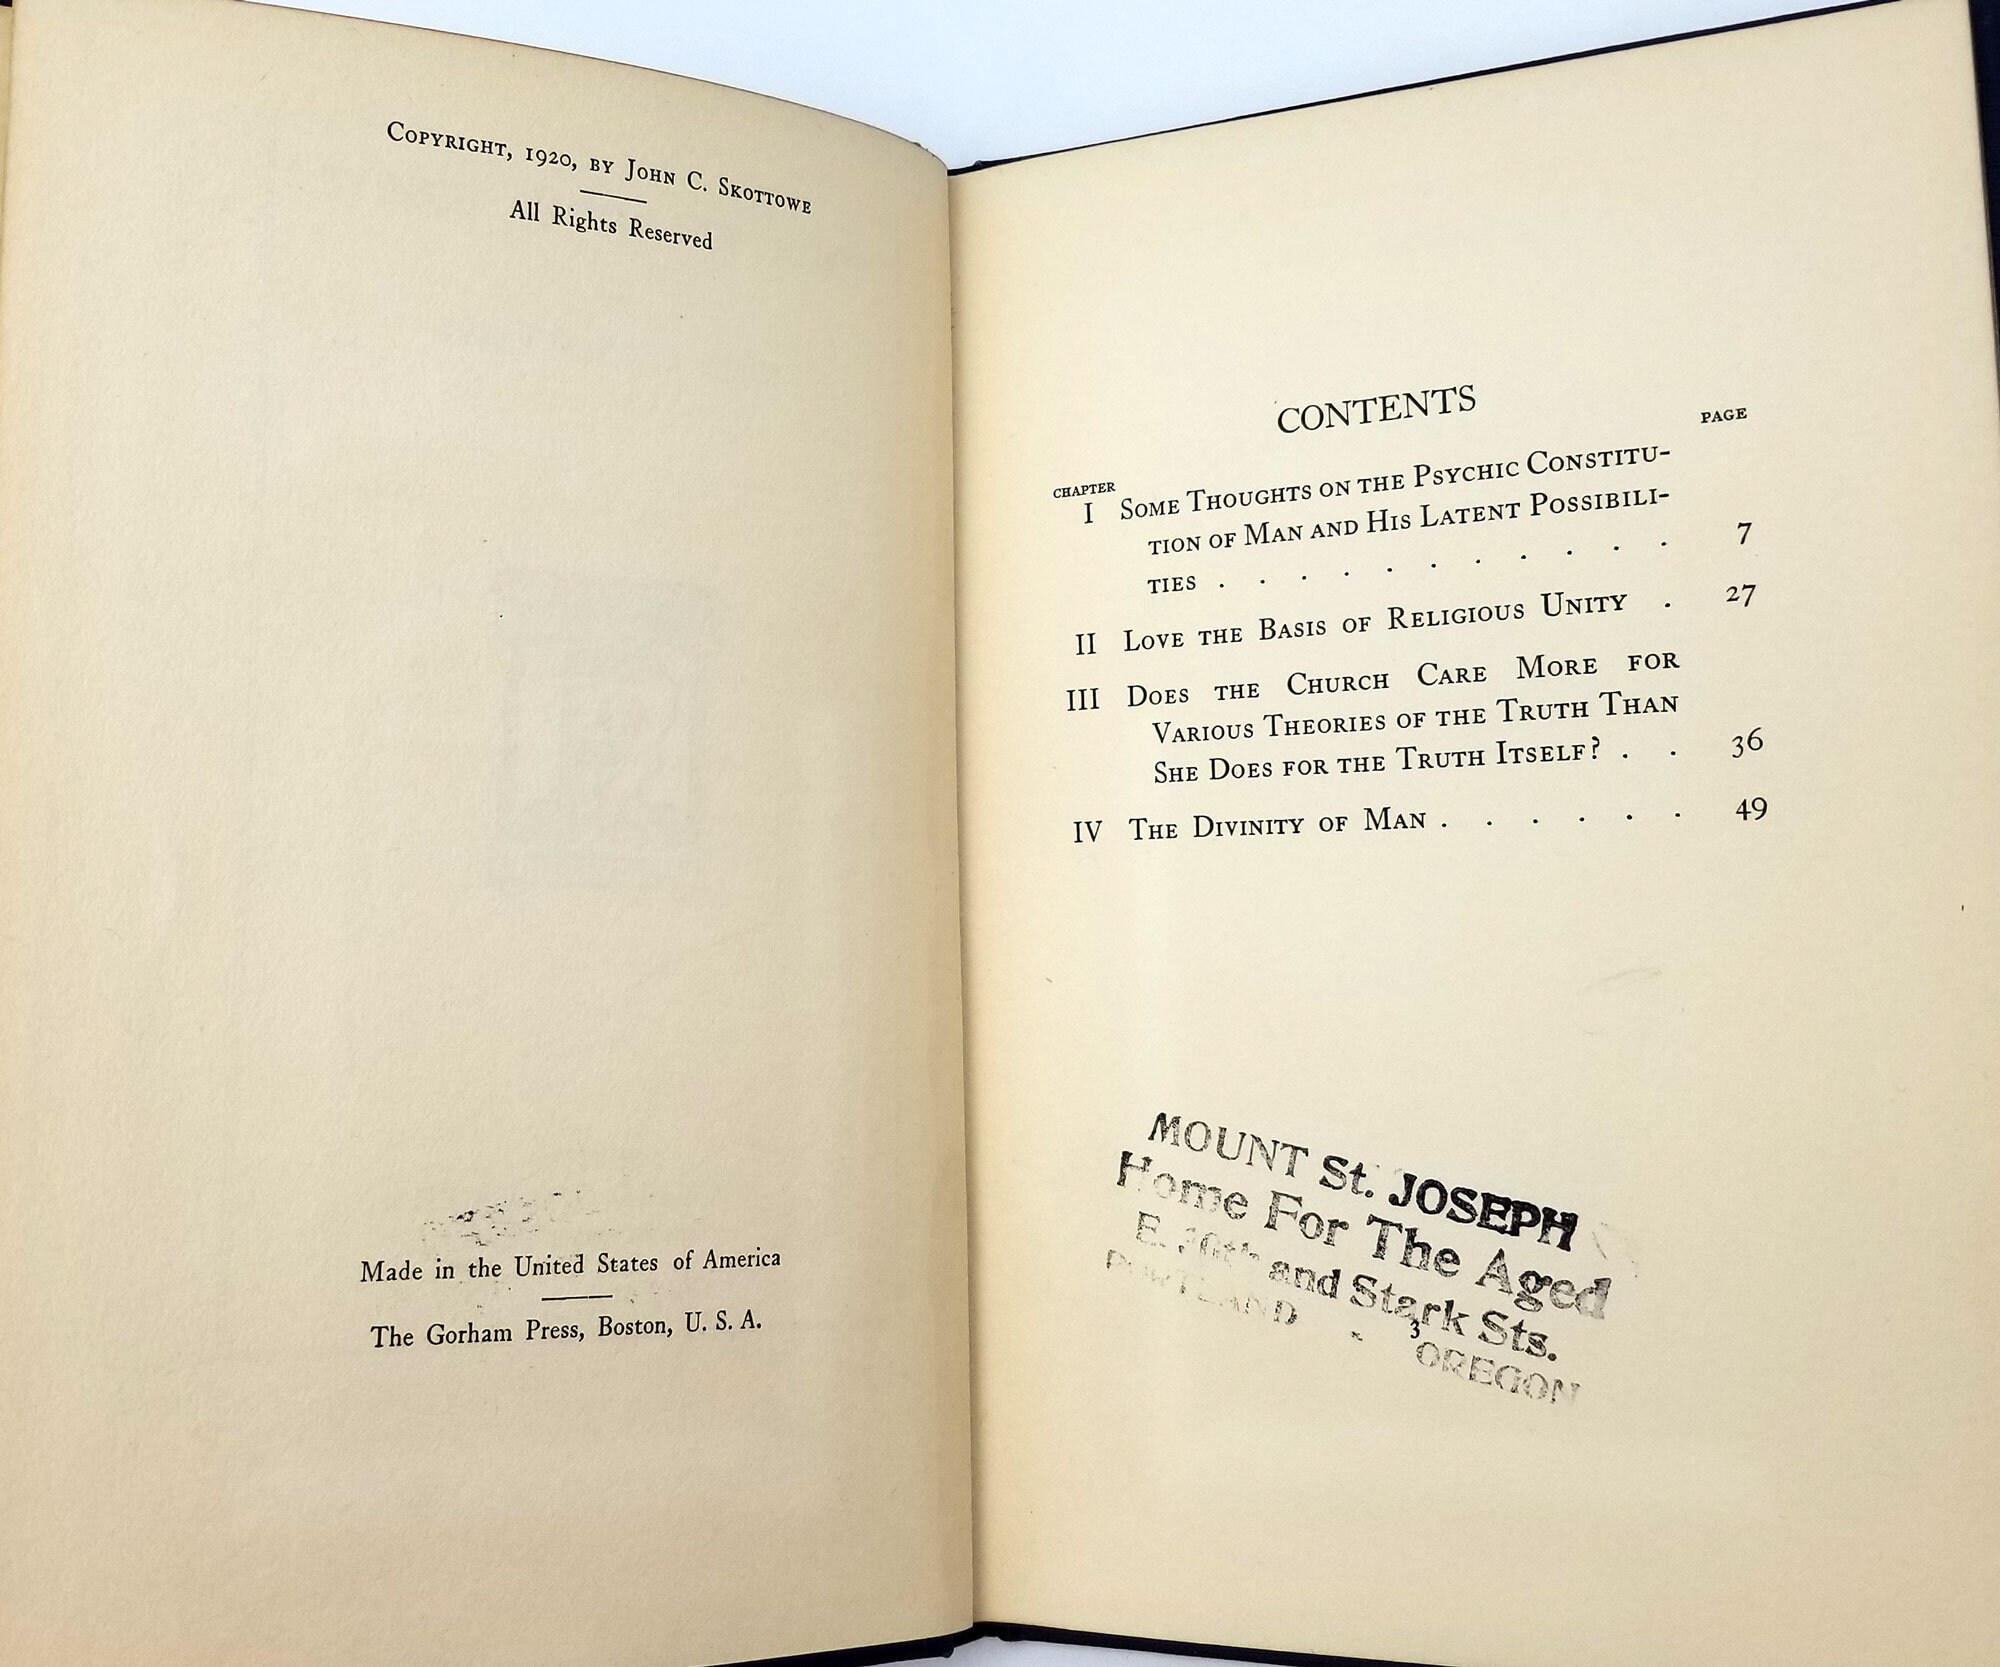 COPYRIGHT, 1920, BY JOHN C. SKOTTOWE
All Rights Reserved
Made in the United States of America
The Gorham Press, Boston, U. S. A.
CONTENTS
CHAPTER PAGE
I SOME THOUGHTS ON THE PSYCHIC CONSTITU-
TION OF MAN AND HIS LATENT POSSIBILI-
TIES . . . . . . . . . . . 7
II LOVE THE BASIS OF RELIGIOUS UNITY . 27
III DOES THE CHURCH CARE MORE FOR
VARIOUS THEORIES OF THE TRUTH THAN
SHE DOES FOR THE TRUTH ITSELF? . . 36
IV THE DIVINITY OF MAN . . . . . . 49
MOUNT St. JOSEPH
Home For The Aged
E. 30th and Stark Sts.
PORTLAND OREGON
3